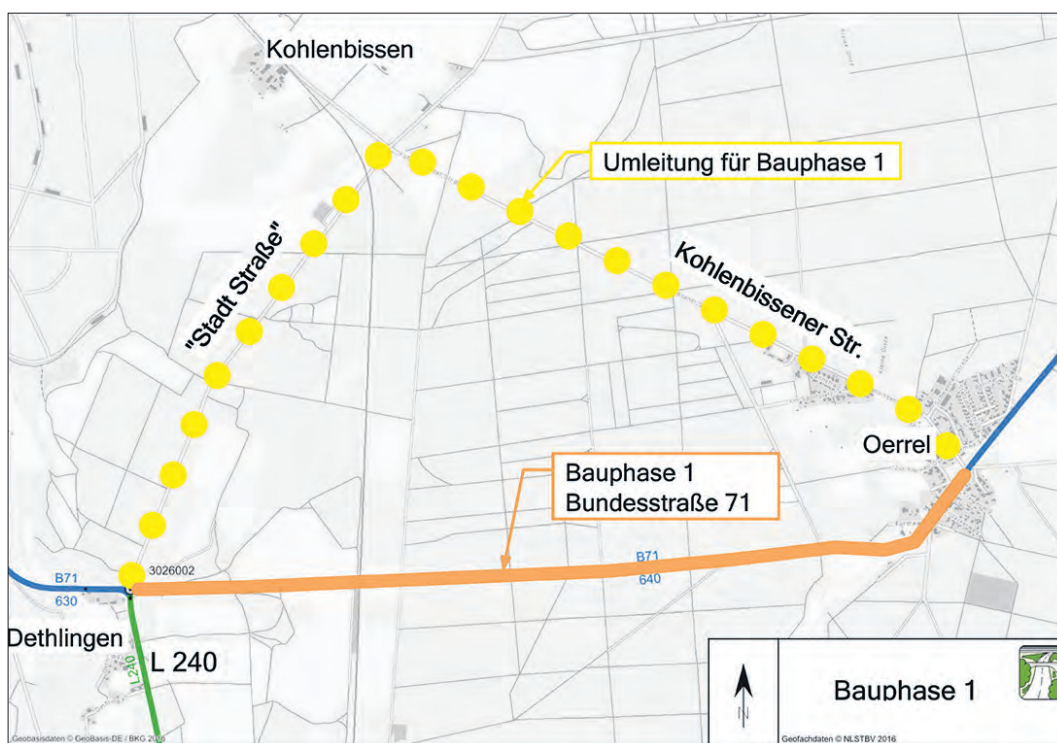 Kohlenbissen
Umleitung für Bauphase 1
"Stadt Straße"
Kohlenbissener Str.
Oerrel
Bauphase 1
Bundesstraße 71
B71
640
3026002
B71
630
Dethlingen
L 240
L240
Bauphase 1
N
Geobasisdaten © GeoBasis-DE / BKG
Geofachdaten © NLSTBV 2016